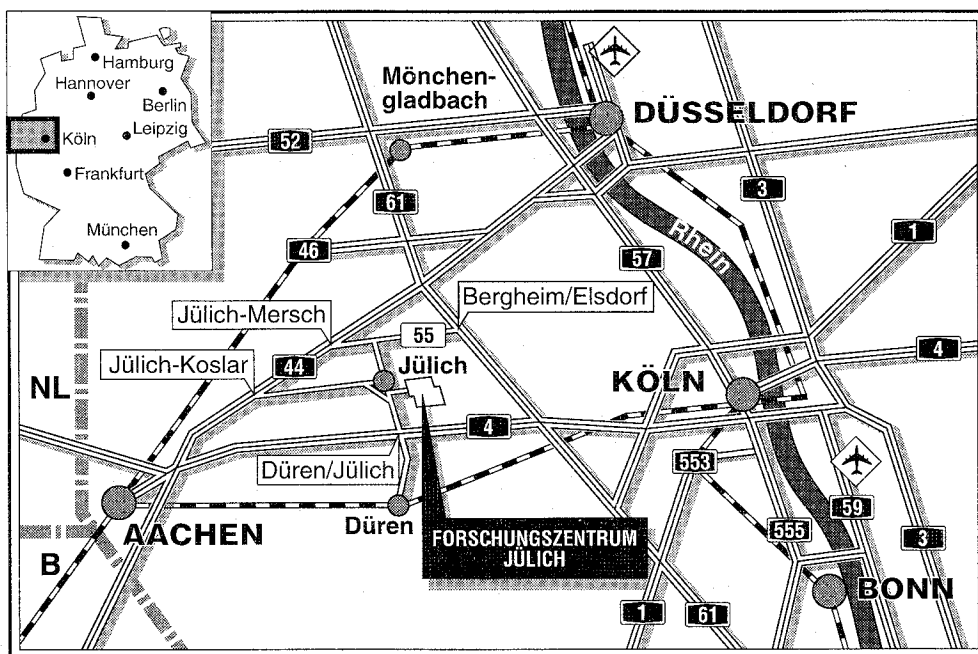 Hamburg
Hannover
Berlin
Leipzig
Köln
Frankfurt
München
Mönchen-
gladbach
DÜSSELDORF
52
61
3
1
46
57
Rhein
Bergheim/Elsdorf
Jülich-Mersch
55
Jülich-Koslar
44
Jülich
4
NL
KÖLN
4
Düren/Jülich
553
AACHEN
Düren
59
FORSCHUNGSZENTRUM
JÜLICH
555
3
B
BONN
1
61